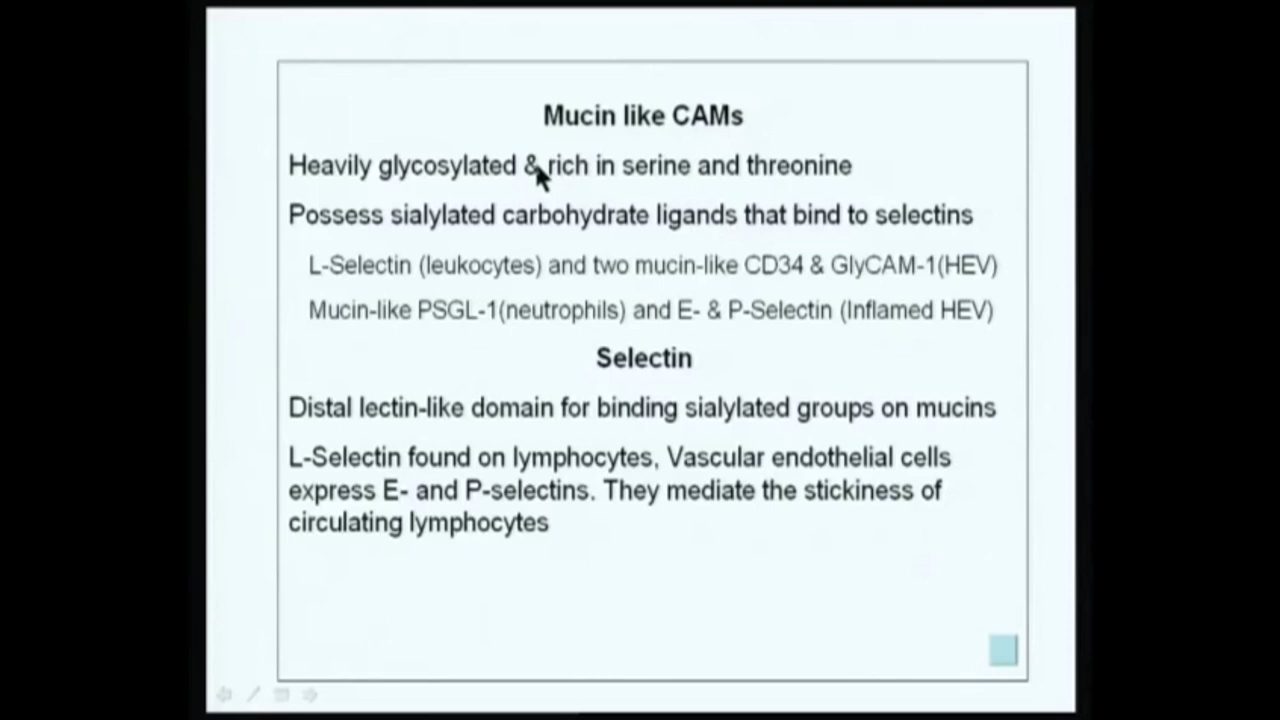 Mucin like CAMs
Heavily glycosylated & rich in serine and threonine
Possess sialylated carbohydrate ligands that bind to selectins
L-Selectin (leukocytes) and two mucin-like CD34 & GlyCAM-1(HEV)
Mucin-like PSGL-1(neutrophils) and E- & P-Selectin (Inflamed HEV)
Selectin
Distal lectin-like domain for binding sialylated groups on mucins
L-Selectin found on lymphocytes, Vascular endothelial cells
express E- and P-selectins. They mediate the stickiness of
circulating lymphocytes